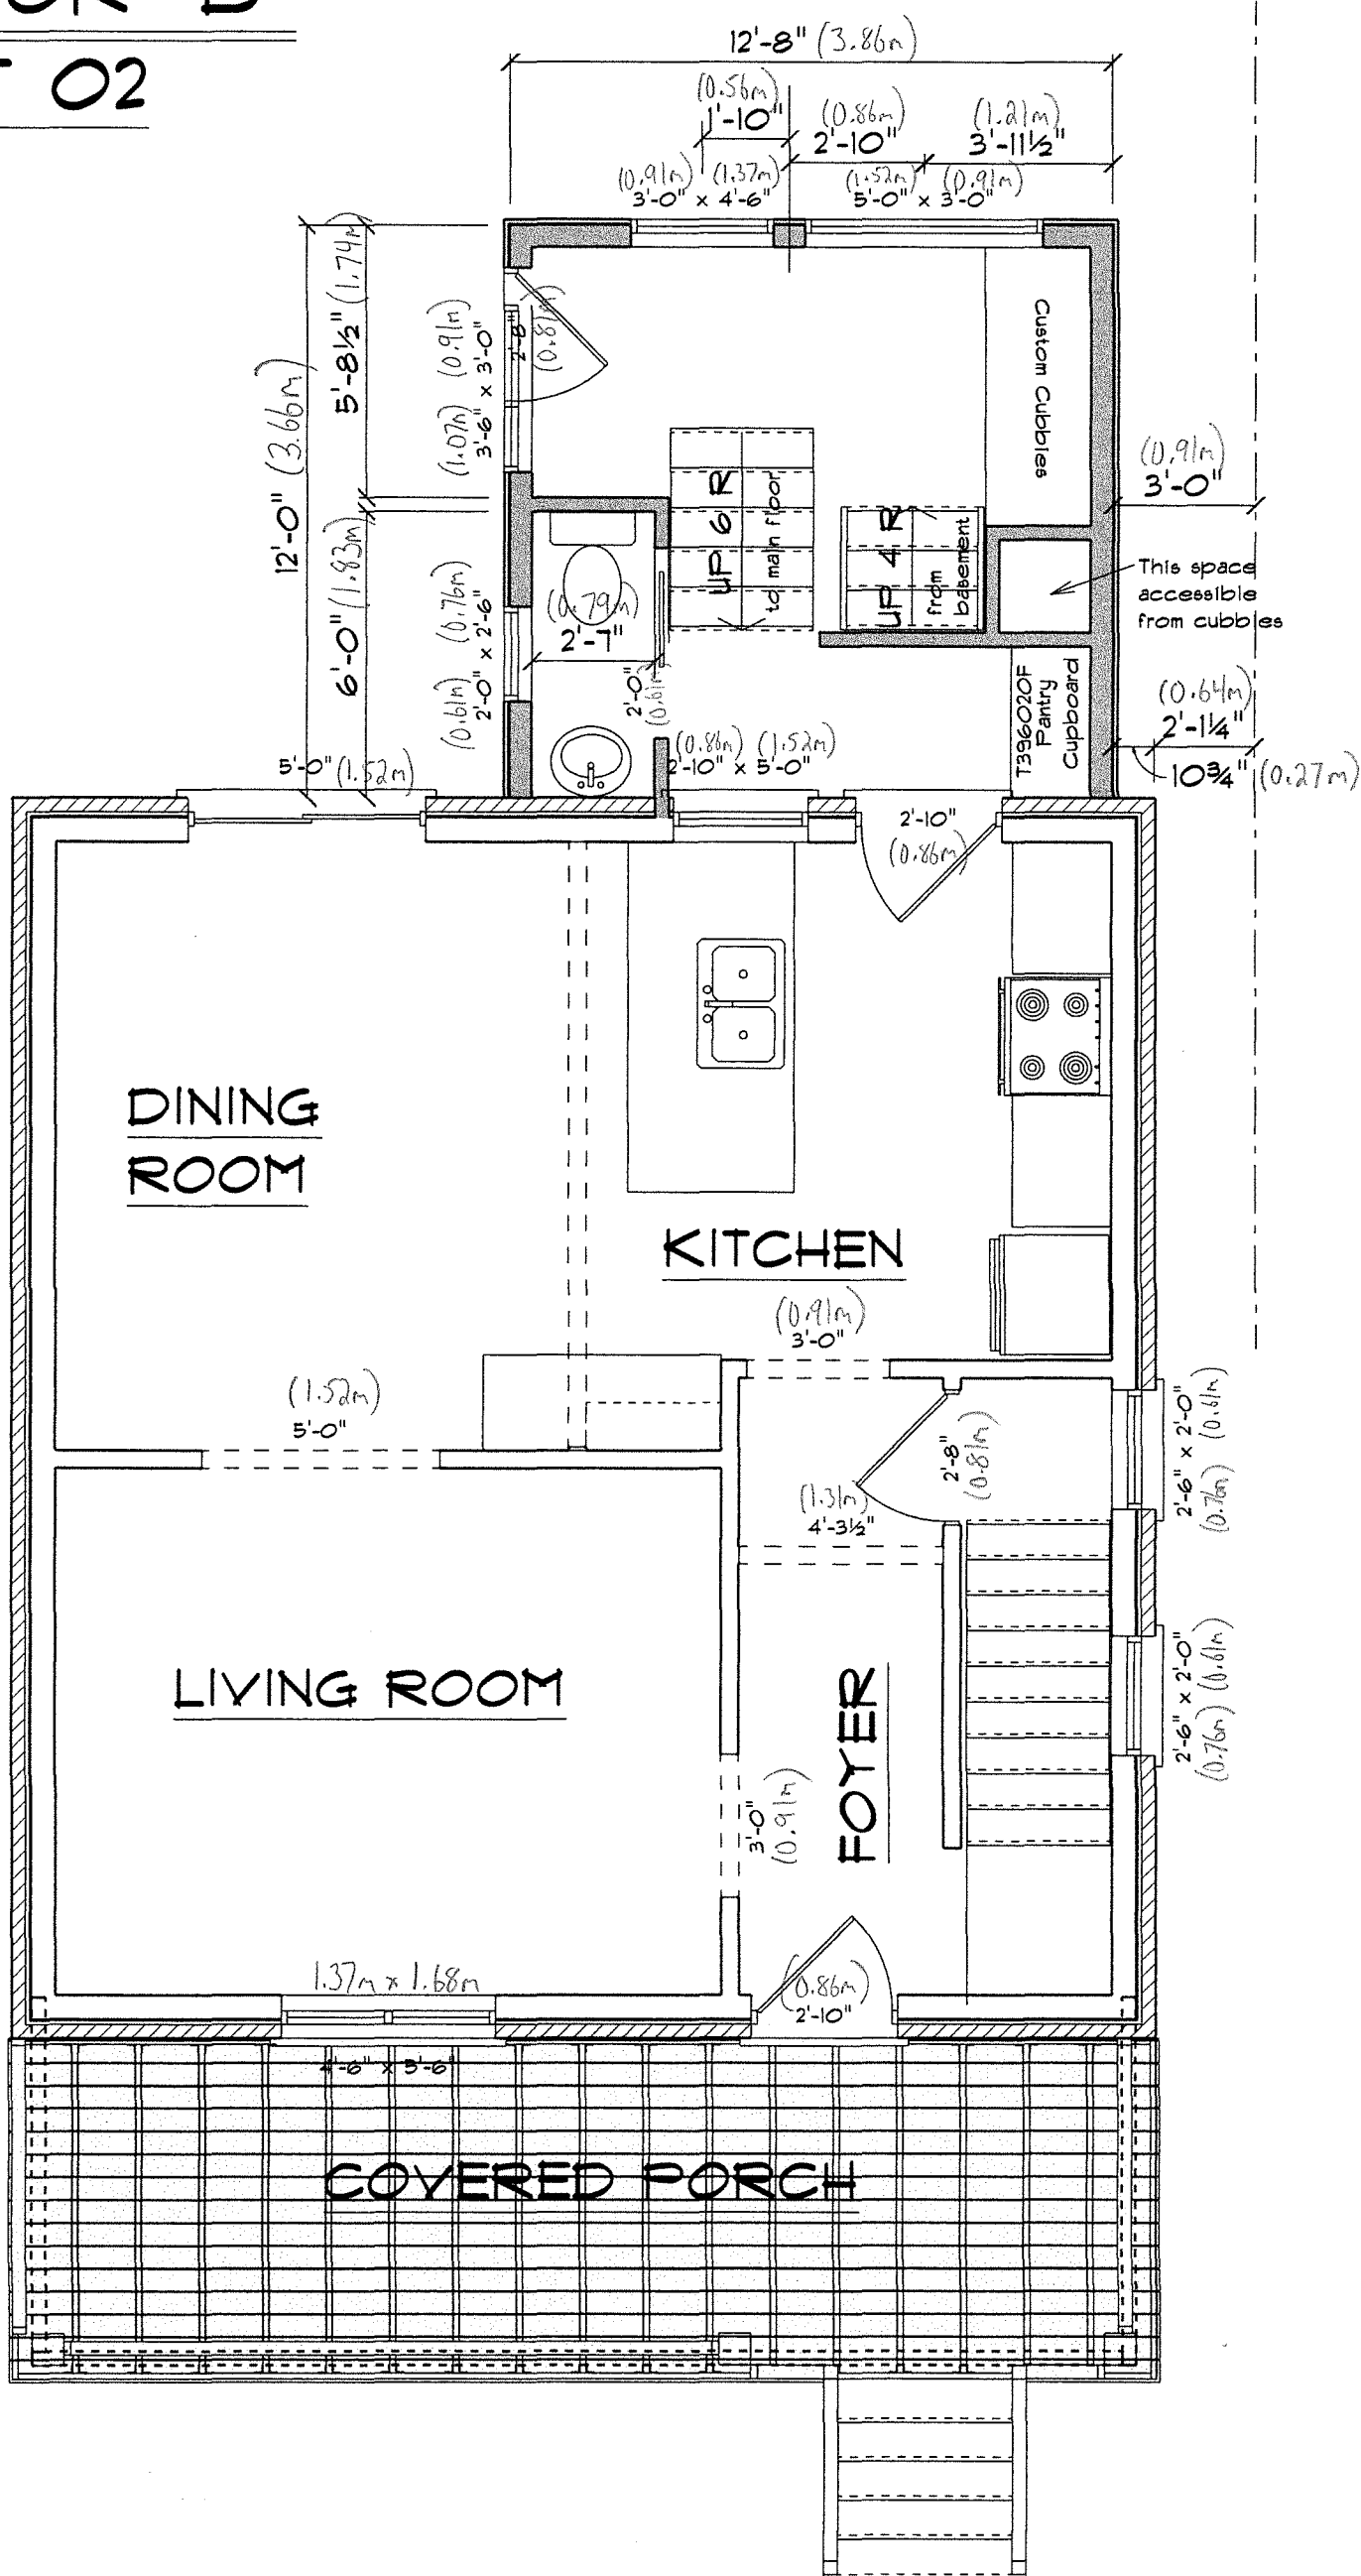 02
12'-8" (3.86m)
(0.56m)
1'-10"
(0.86m)
2'-10"
(1.21m)
3'-11½"
(0.91m) (1.37m)
3'-0" x 4'-6"
(1.52m) (0.91m)
5'-0" x 3'-0"
12'-0" (3.66m)
5'-8½" (1.74m)
(1.07m) (0.91m)
3'-6" x 3'-0"
2'-8"
(0.81m)
Custom Cubbies
UP 6 R
to main floor
UP 4 R
from
basement
(0.91m)
3'-0"
This space
accessible
from cubbies
6'-0" (1.83m)
(0.61m) (0.76m)
2'-0" x 2'-6"
(0.79m)
2'-7"
2'-0"
(0.61m)
T396020F
Pantry
Cupboard
(0.64m)
2'-1¼"
10¾" (0.27m)
5'-0" (1.52m)
(0.86m) (1.52m)
2'-10" x 5'-0"
2'-10"
(0.86m)
DINING
ROOM
KITCHEN
(0.91m)
3'-0"
(1.52m)
5'-0"
2'-8"
(0.81m)
2'-6" x 2'-0"
(0.76m) (0.61m)
(1.31m)
4'-3½"
LIVING ROOM
FOYER
2'-6" x 2'-0"
(0.76m) (0.61m)
3'-0"
(0.91m)
1.37m x 1.68m
(0.86m)
2'-10"
4'-6" x 5'-6"
COVERED PORCH